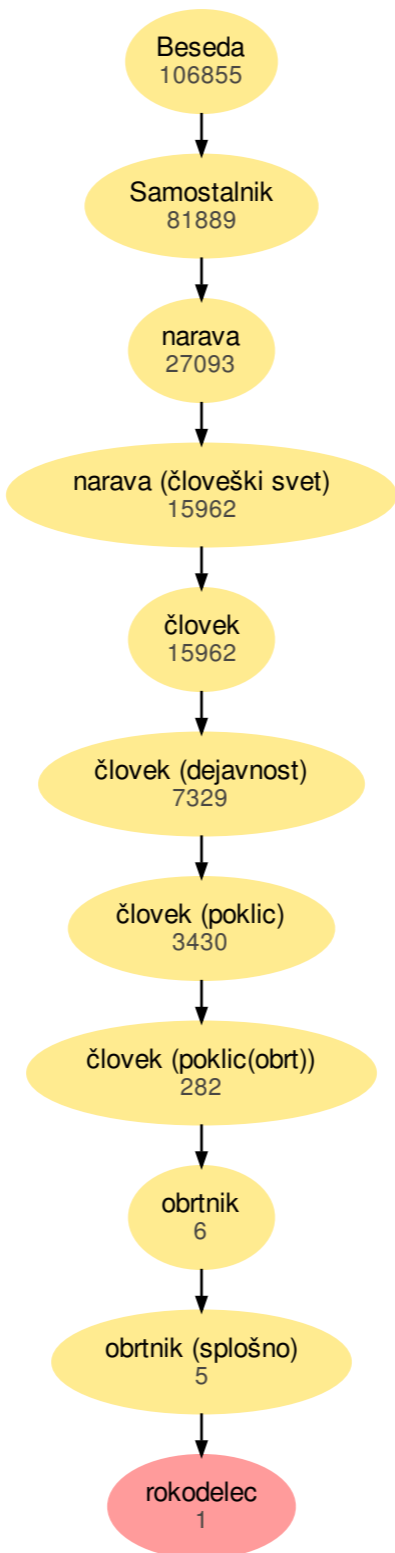 Beseda
106855
Samostalnik
81889
narava
27093
narava (človeški svet)
15962
človek
15962
človek (dejavnost)
7329
človek (poklic)
3430
človek (poklic(obrt))
282
obrtnik
6
obrtnik (splošno)
5
rokodelec
1